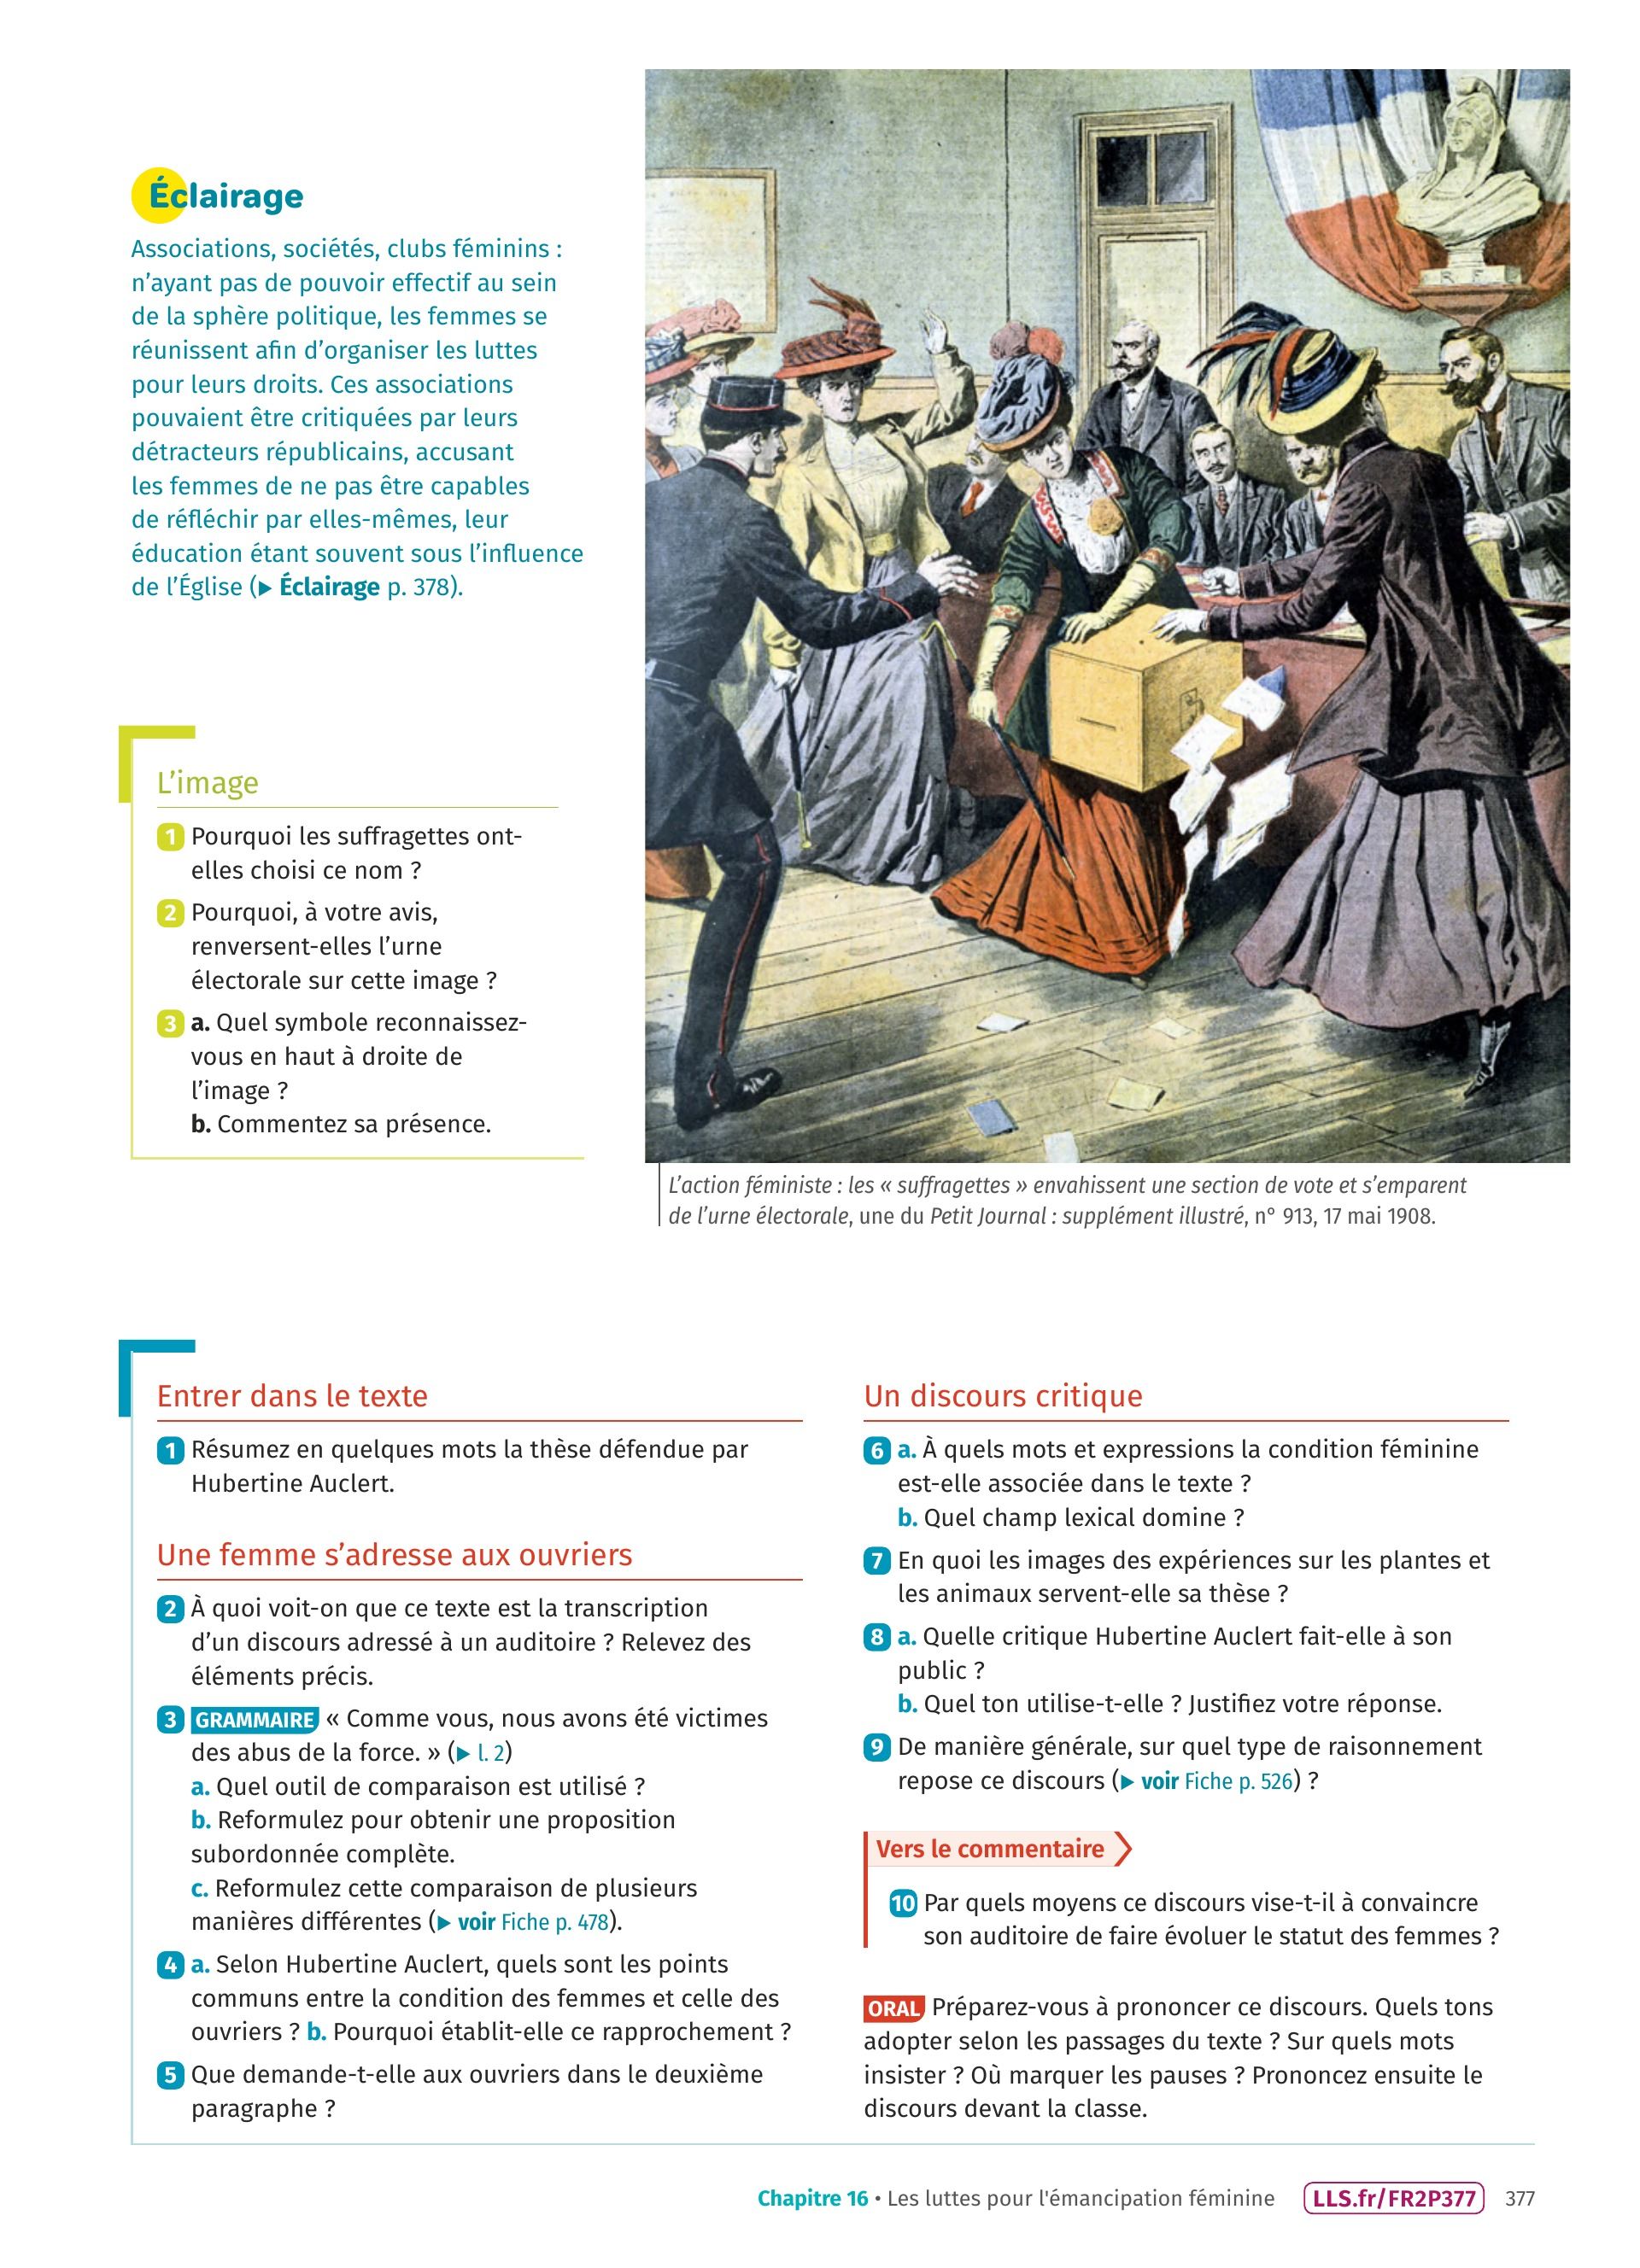 Éclairage
Associations, sociétés, clubs féminins :
n'ayant pas de pouvoir effectif au sein
de la sphère politique, les femmes se
réunissent afin d'organiser les luttes
pour leurs droits. Ces associations
pouvaient être critiquées par leurs
détracteurs républicains, accusant
les femmes de ne pas être capables
de réfléchir par elles-mêmes, leur
éducation étant souvent sous l'influence
de l'Église (▶ Éclairage p. 378).
R F
L'image
1 Pourquoi les suffragettes ont-
elles choisi ce nom ?
2 Pourquoi, à votre avis,
renversent-elles l'urne
électorale sur cette image ?
3 a. Quel symbole reconnaissez-
vous en haut à droite de
l'image ?
b. Commentez sa présence.
L'action féministe : les « suffragettes » envahissent une section de vote et s'emparent
de l'urne électorale, une du Petit Journal : supplément illustré, n° 913, 17 mai 1908.
Entrer dans le texte
1 Résumez en quelques mots la thèse défendue par
Hubertine Auclert.
Une femme s'adresse aux ouvriers
2 À quoi voit-on que ce texte est la transcription
d'un discours adressé à un auditoire ? Relevez des
éléments précis.
3 GRAMMAIRE « Comme vous, nous avons été victimes
des abus de la force. » (▶ l. 2)
a. Quel outil de comparaison est utilisé ?
b. Reformulez pour obtenir une proposition
subordonnée complète.
c. Reformulez cette comparaison de plusieurs
manières différentes (▶ voir Fiche p. 478).
4 a. Selon Hubertine Auclert, quels sont les points
communs entre la condition des femmes et celle des
ouvriers ? b. Pourquoi établit-elle ce rapprochement ?
5 Que demande-t-elle aux ouvriers dans le deuxième
paragraphe ?
Un discours critique
6 a. À quels mots et expressions la condition féminine
est-elle associée dans le texte ?
b. Quel champ lexical domine ?
7 En quoi les images des expériences sur les plantes et
les animaux servent-elle sa thèse ?
8 a. Quelle critique Hubertine Auclert fait-elle à son
public ?
b. Quel ton utilise-t-elle ? Justifiez votre réponse.
9 De manière générale, sur quel type de raisonnement
repose ce discours (▶ voir Fiche p. 526) ?
Vers le commentaire
10 Par quels moyens ce discours vise-t-il à convaincre
son auditoire de faire évoluer le statut des femmes ?
ORAL Préparez-vous à prononcer ce discours. Quels tons
adopter selon les passages du texte ? Sur quels mots
insister ? Où marquer les pauses ? Prononcez ensuite le
discours devant la classe.
Chapitre 16 • Les luttes pour l'émancipation féminine LLS.fr/FR2P377 377